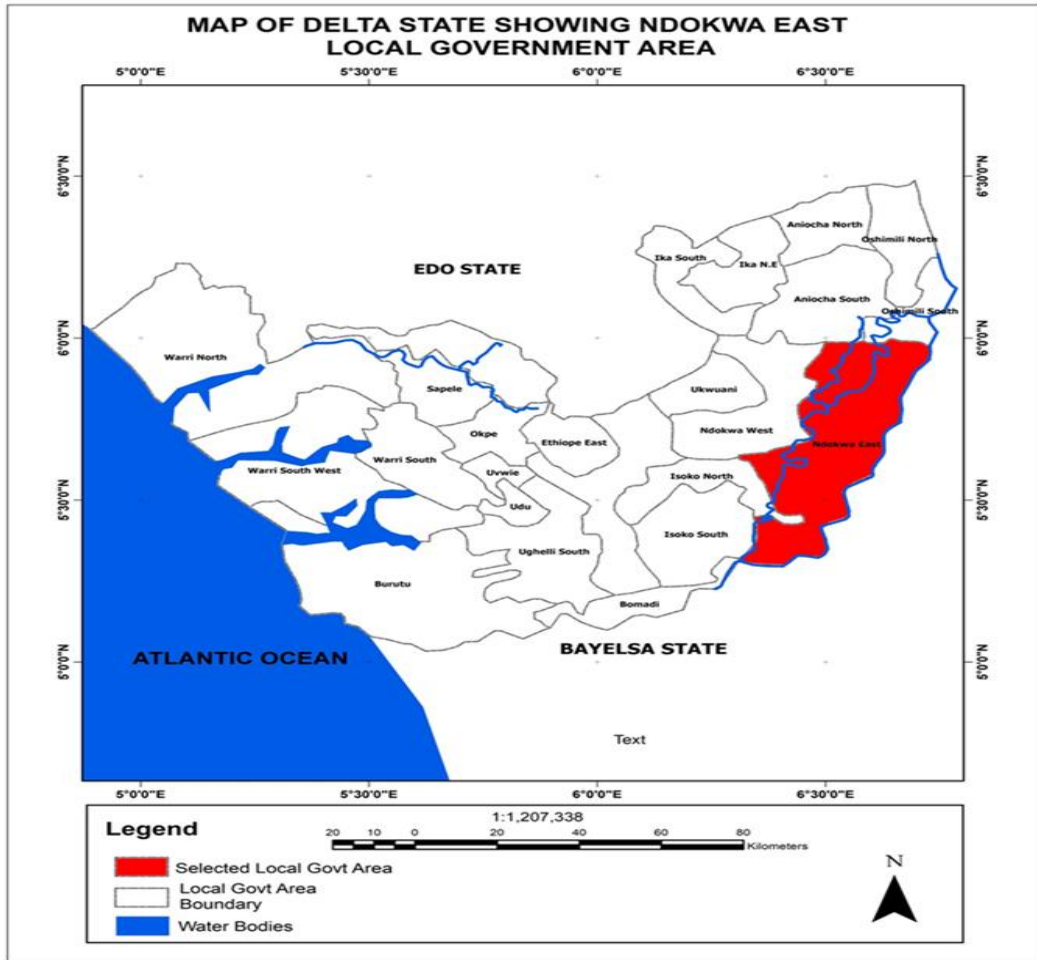 MAP OF DELTA STATE SHOWING NDOKWA EAST
LOCAL GOVERNMENT AREA
5°0'0"E
5°30'0"E
6°0'0"E
6°30'0"E
6°30'0"N
6°30'0"N
Aniocha North
Oshimili North
Ika South
Ika N.E
EDO STATE
Aniocha South
Oshimili South
6°0'0"N
6°0'0"N
Warri North
Sapele
Ukwuani
Okpe
Ethiope East
Ndokwa West
Ndokwa East
Warri South
Warri South West
Uvwie
Isoko North
5°30'0"N
5°30'0"N
Udu
Isoko South
Ughelli South
Burutu
Bomadi
BAYELSA STATE
ATLANTIC OCEAN
5°0'0"N
5°0'0"N
Text
5°0'0"E
5°30'0"E
6°0'0"E
6°30'0"E
Legend
1:1,207,338
20 10 0 20 40 60 80
Kilometers
Selected Local Govt Area
Local Govt Area
Boundary
Water Bodies
N